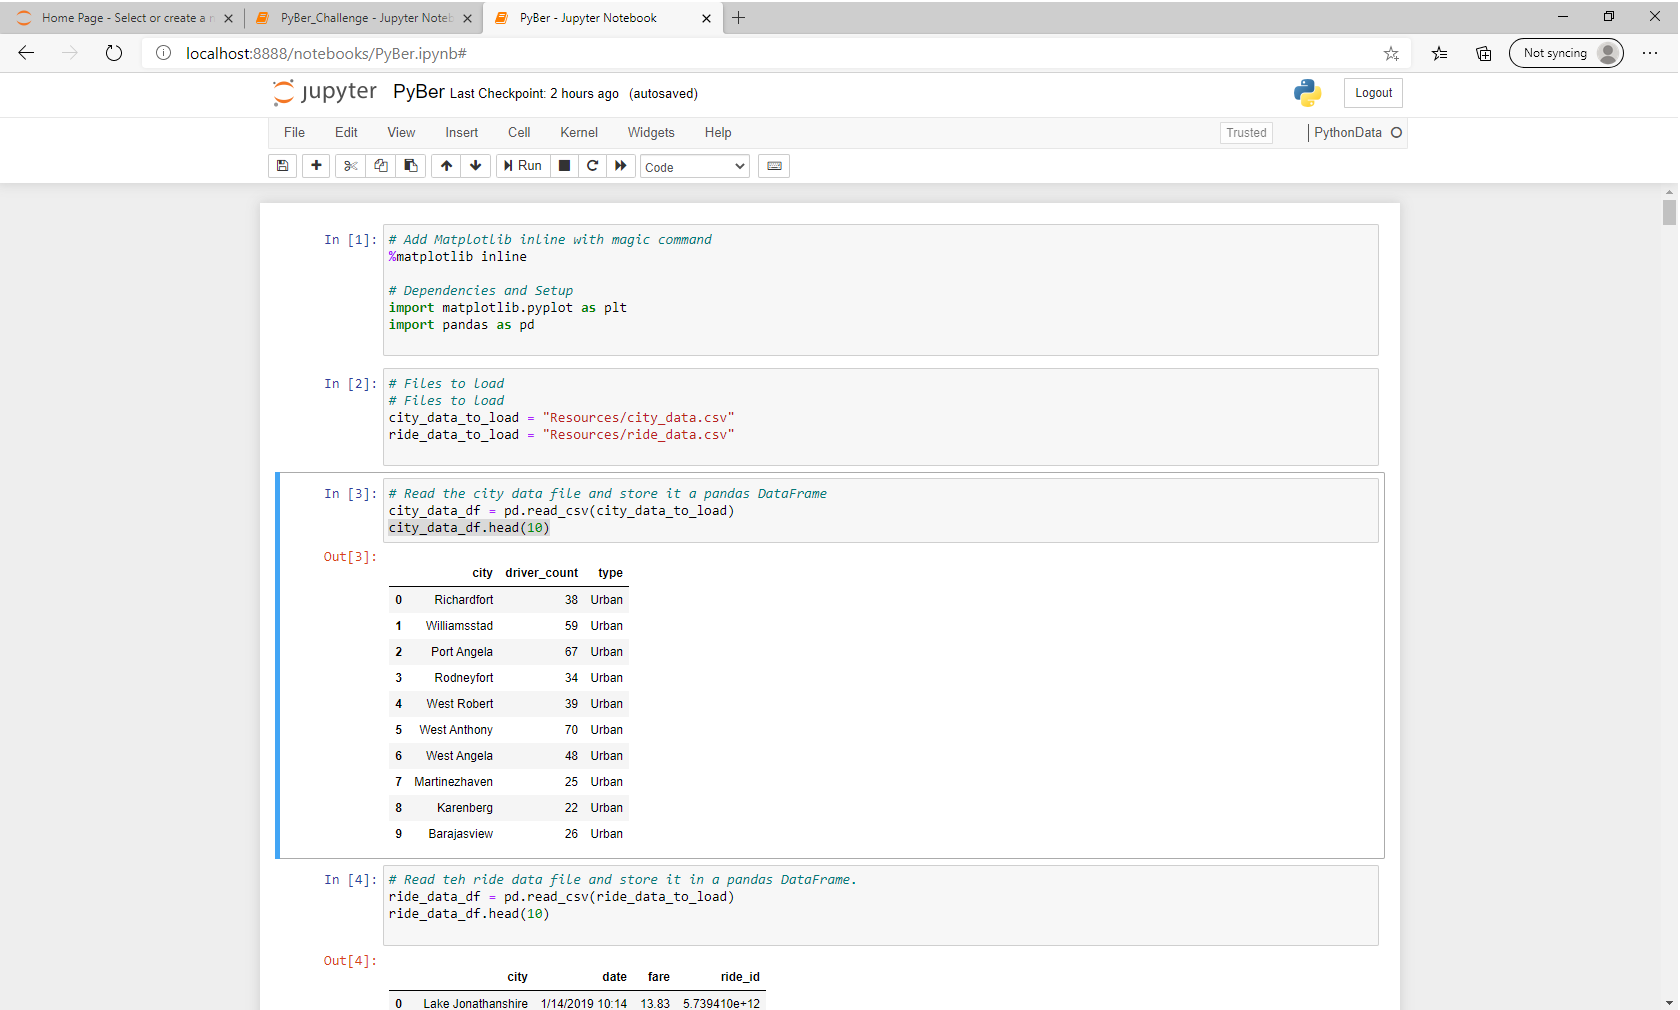 Home Page - Select or create a n
PyBer_Challenge - Jupyter Noteb
PyBer - Jupyter Notebook
localhost:8888/notebooks/PyBer.ipynb#
Not syncing
jupyter PyBer Last Checkpoint: 2 hours ago (autosaved)
Logout
File Edit View Insert Cell Kernel Widgets Help
Trusted
PythonData
Run
Code
In [1]:
# Add Matplotlib inline with magic command
%matplotlib inline
# Dependencies and Setup
import matplotlib.pyplot as plt
import pandas as pd
In [2]:
# Files to load
# Files to load
city_data_to_load = "Resources/city_data.csv"
ride_data_to_load = "Resources/ride_data.csv"
In [3]:
# Read the city data file and store it a pandas DataFrame
city_data_df = pd.read_csv(city_data_to_load)
city_data_df.head(10)
Out[3]:
city driver_count type
0 Richardfort 38 Urban
1 Williamsstad 59 Urban
2 Port Angela 67 Urban
3 Rodneyfort 34 Urban
4 West Robert 39 Urban
5 West Anthony 70 Urban
6 West Angela 48 Urban
7 Martinezhaven 25 Urban
8 Karenberg 22 Urban
9 Barajasview 26 Urban
In [4]:
# Read teh ride data file and store it in a pandas DataFrame.
ride_data_df = pd.read_csv(ride_data_to_load)
ride_data_df.head(10)
Out[4]:
city date fare ride_id
0 Lake Jonathanshire 1/14/2019 10:14 13.83 5.739410e+12